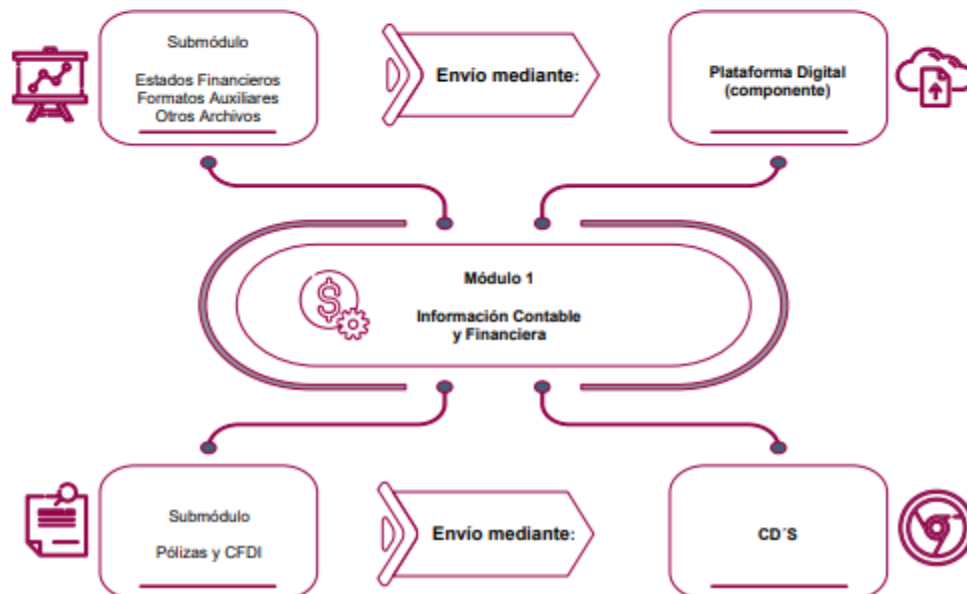 Submódulo
Estados Financieros
Formatos Auxiliares
Otros Archivos
Envío mediante:
Plataforma Digital
(componente)
Módulo 1
Información Contable
y Financiera
Submódulo
Pólizas y CFDI
Envío mediante:
CD´S